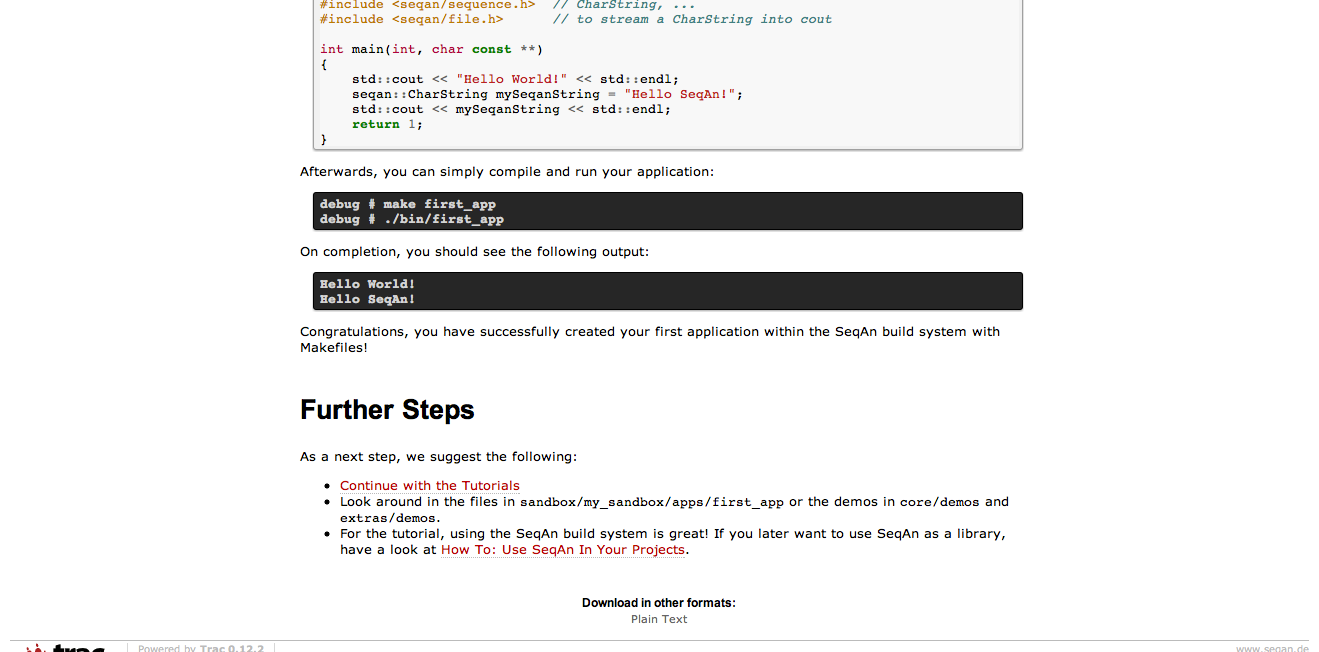 #include <seqan/sequence.h>  // CharString, ...
#include <seqan/file.h>      // to stream a CharString into cout

int main(int, char const **)
{
    std::cout << "Hello World!" << std::endl;
    seqan::CharString mySeqanString = "Hello SeqAn!";
    std::cout << mySeqanString << std::endl;
    return 1;
}
Afterwards, you can simply compile and run your application:
debug # make first_app
debug # ./bin/first_app
On completion, you should see the following output:
Hello World!
Hello SeqAn!
Congratulations, you have successfully created your first application within the SeqAn build system with
Makefiles!
Further Steps
As a next step, we suggest the following:
• Continue with the Tutorials
• Look around in the files in sandbox/my_sandbox/apps/first_app or the demos in core/demos and
extras/demos.
• For the tutorial, using the SeqAn build system is great! If you later want to use SeqAn as a library,
have a look at How To: Use SeqAn In Your Projects.
Download in other formats:
Plain Text
trac
Powered by Trac 0.12.2
www.seqan.de